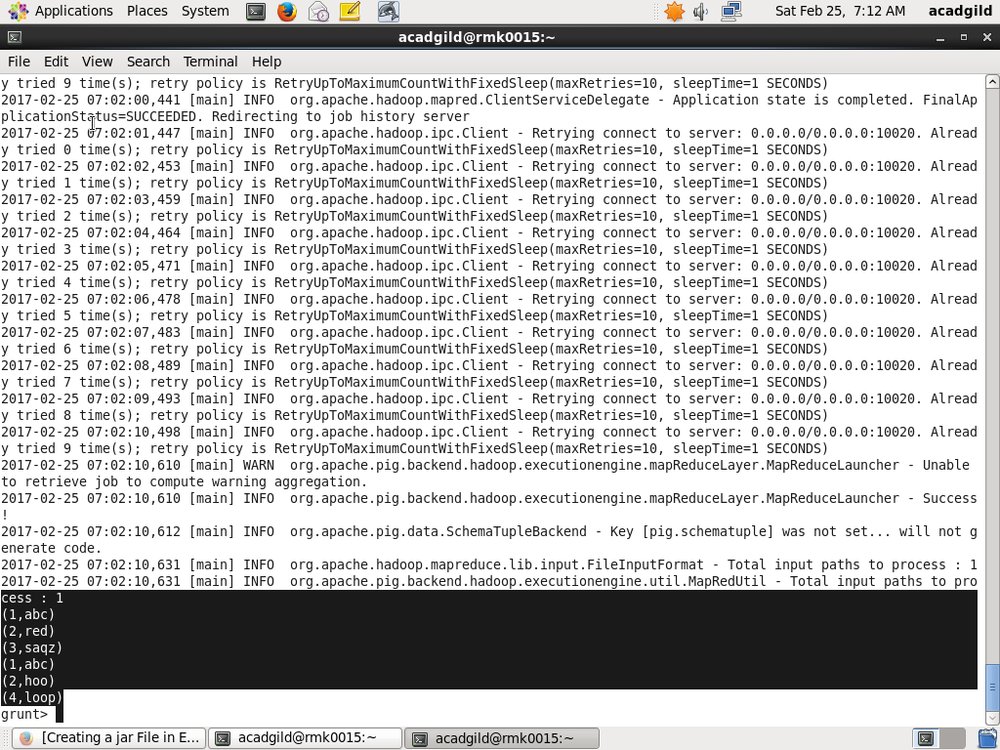 Applications Places System
Sat Feb 25, 7:12 AM acadgild
acadgild@rmk0015:~
File Edit View Search Terminal Help
y tried 9 time(s); retry policy is RetryUpToMaximumCountWithFixedSleep(maxRetries=10, sleepTime=1 SECONDS)
2017-02-25 07:02:00,441 [main] INFO  org.apache.hadoop.mapred.ClientServiceDelegate - Application state is completed. FinalAp
plicationStatus=SUCCEEDED. Redirecting to job history server
2017-02-25 07:02:01,447 [main] INFO  org.apache.hadoop.ipc.Client - Retrying connect to server: 0.0.0.0/0.0.0.0:10020. Alread
y tried 0 time(s); retry policy is RetryUpToMaximumCountWithFixedSleep(maxRetries=10, sleepTime=1 SECONDS)
2017-02-25 07:02:02,453 [main] INFO  org.apache.hadoop.ipc.Client - Retrying connect to server: 0.0.0.0/0.0.0.0:10020. Alread
y tried 1 time(s); retry policy is RetryUpToMaximumCountWithFixedSleep(maxRetries=10, sleepTime=1 SECONDS)
2017-02-25 07:02:03,459 [main] INFO  org.apache.hadoop.ipc.Client - Retrying connect to server: 0.0.0.0/0.0.0.0:10020. Alread
y tried 2 time(s); retry policy is RetryUpToMaximumCountWithFixedSleep(maxRetries=10, sleepTime=1 SECONDS)
2017-02-25 07:02:04,464 [main] INFO  org.apache.hadoop.ipc.Client - Retrying connect to server: 0.0.0.0/0.0.0.0:10020. Alread
y tried 3 time(s); retry policy is RetryUpToMaximumCountWithFixedSleep(maxRetries=10, sleepTime=1 SECONDS)
2017-02-25 07:02:05,471 [main] INFO  org.apache.hadoop.ipc.Client - Retrying connect to server: 0.0.0.0/0.0.0.0:10020. Alread
y tried 4 time(s); retry policy is RetryUpToMaximumCountWithFixedSleep(maxRetries=10, sleepTime=1 SECONDS)
2017-02-25 07:02:06,478 [main] INFO  org.apache.hadoop.ipc.Client - Retrying connect to server: 0.0.0.0/0.0.0.0:10020. Alread
y tried 5 time(s); retry policy is RetryUpToMaximumCountWithFixedSleep(maxRetries=10, sleepTime=1 SECONDS)
2017-02-25 07:02:07,483 [main] INFO  org.apache.hadoop.ipc.Client - Retrying connect to server: 0.0.0.0/0.0.0.0:10020. Alread
y tried 6 time(s); retry policy is RetryUpToMaximumCountWithFixedSleep(maxRetries=10, sleepTime=1 SECONDS)
2017-02-25 07:02:08,489 [main] INFO  org.apache.hadoop.ipc.Client - Retrying connect to server: 0.0.0.0/0.0.0.0:10020. Alread
y tried 7 time(s); retry policy is RetryUpToMaximumCountWithFixedSleep(maxRetries=10, sleepTime=1 SECONDS)
2017-02-25 07:02:09,493 [main] INFO  org.apache.hadoop.ipc.Client - Retrying connect to server: 0.0.0.0/0.0.0.0:10020. Alread
y tried 8 time(s); retry policy is RetryUpToMaximumCountWithFixedSleep(maxRetries=10, sleepTime=1 SECONDS)
2017-02-25 07:02:10,498 [main] INFO  org.apache.hadoop.ipc.Client - Retrying connect to server: 0.0.0.0/0.0.0.0:10020. Alread
y tried 9 time(s); retry policy is RetryUpToMaximumCountWithFixedSleep(maxRetries=10, sleepTime=1 SECONDS)
2017-02-25 07:02:10,610 [main] WARN  org.apache.pig.backend.hadoop.executionengine.mapReduceLayer.MapReduceLauncher - Unable
to retrieve job to compute warning aggregation.
2017-02-25 07:02:10,610 [main] INFO  org.apache.pig.backend.hadoop.executionengine.mapReduceLayer.MapReduceLauncher - Success
!
2017-02-25 07:02:10,612 [main] INFO  org.apache.pig.data.SchemaTupleBackend - Key [pig.schematuple] was not set... will not g
enerate code.
2017-02-25 07:02:10,631 [main] INFO  org.apache.hadoop.mapreduce.lib.input.FileInputFormat - Total input paths to process : 1
2017-02-25 07:02:10,631 [main] INFO  org.apache.pig.backend.hadoop.executionengine.util.MapRedUtil - Total input paths to pro
cess : 1
(1,abc)
(2,red)
(3,saqz)
(1,abc)
(2,hoo)
(4,loop)
grunt>
[Creating a jar File in E... acadgild@rmk0015:~ acadgild@rmk0015:~